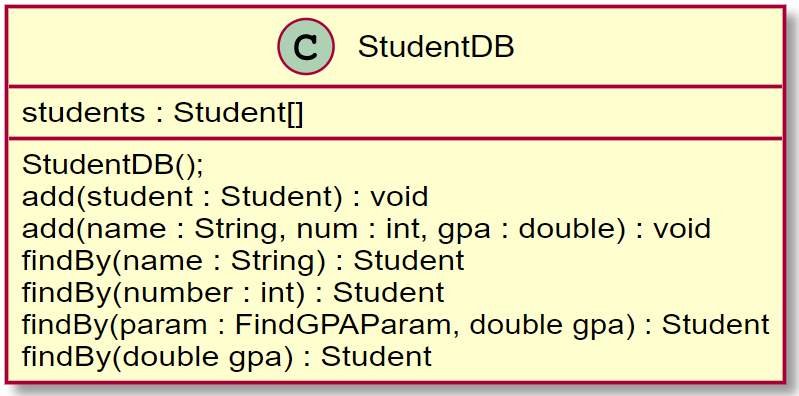 C StudentDB
students : Student[]
StudentDB();
add(student : Student) : void
add(name : String, num : int, gpa : double) : void
findBy(name : String) : Student
findBy(number : int) : Student
findBy(param : FindGPAParam, double gpa) : Student
findBy(double gpa) : Student